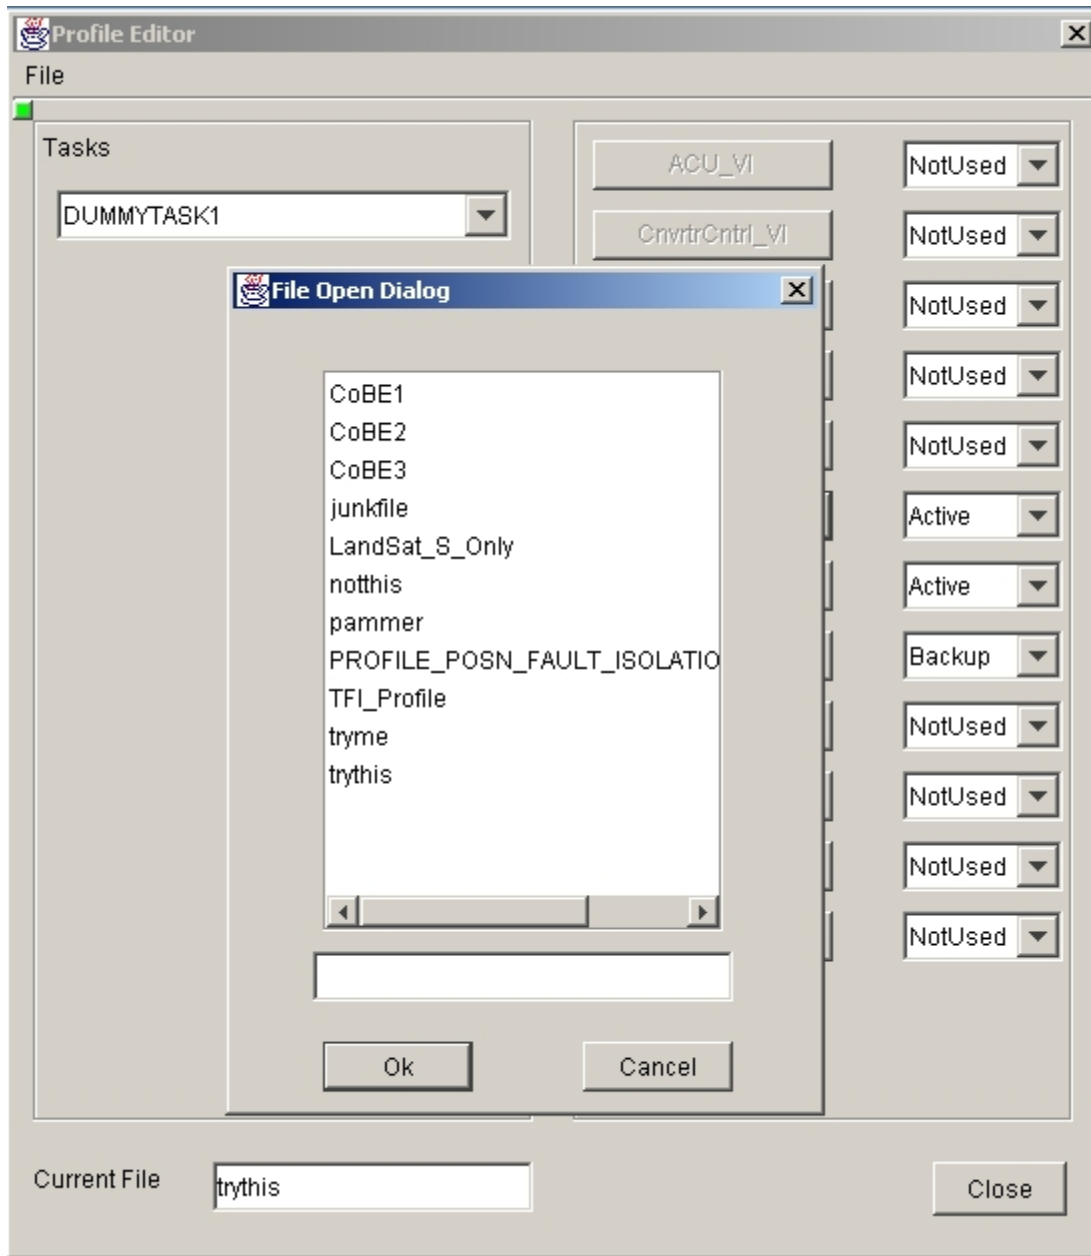 Profile Editor
File
Tasks
DUMMYTASK1
ACU_VI
NotUsed
CnvrtrCntrl_VI
NotUsed
File Open Dialog
CoBE1
CoBE2
CoBE3
junkfile
LandSat_S_Only
notthis
pammer
PROFILE_POSN_FAULT_ISOLATIO
TFI_Profile
tryme
trythis
Ok
Cancel
NotUsed
NotUsed
NotUsed
Active
Active
Backup
NotUsed
NotUsed
NotUsed
NotUsed
Current File
trythis
Close